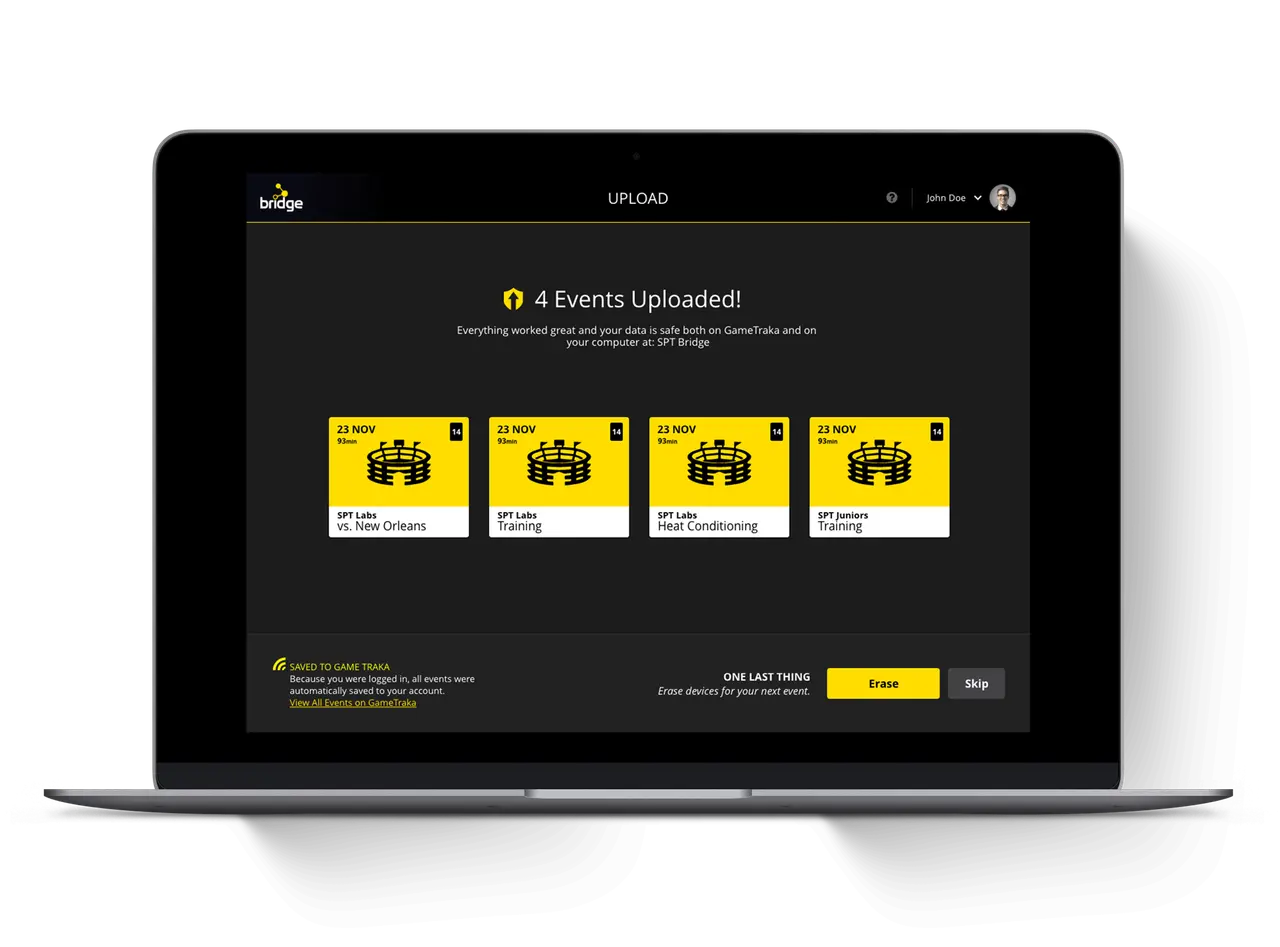 bridge
UPLOAD
?
John Doe
4 Events Uploaded!
Everything worked great and your data is safe both on GameTraka and on
your computer at: SPT Bridge
23 NOV
14
93min
SPT Labs
vs. New Orleans
23 NOV
14
93min
SPT Labs
Training
23 NOV
14
93min
SPT Labs
Heat Conditioning
23 NOV
14
93min
SPT Juniors
Training
SAVED TO GAME TRAKA
Because you were logged in, all events were
automatically saved to your account.
View All Events on GameTraka
ONE LAST THING
Erase devices for your next event.
Erase
Skip